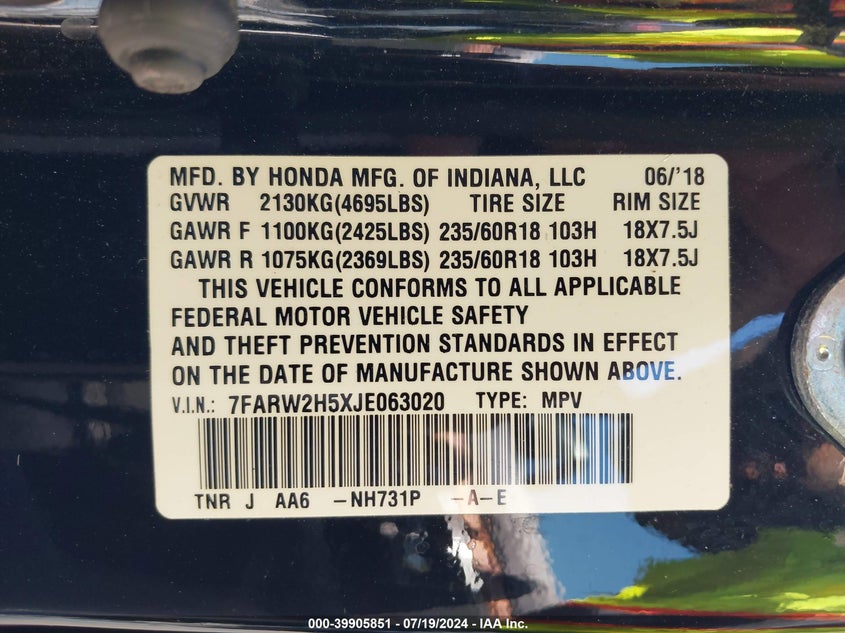 MFD. BY HONDA MFG. OF INDIANA, LLC 06/'18
GVWR 2130KG(4695LBS) TIRE SIZE RIM SIZE
GAWR F 1100KG(2425LBS) 235/60R18 103H 18X7.5J
GAWR R 1075KG(2369LBS) 235/60R18 103H 18X7.5J
THIS VEHICLE CONFORMS TO ALL APPLICABLE
FEDERAL MOTOR VEHICLE SAFETY
AND THEFT PREVENTION STANDARDS IN EFFECT
ON THE DATE OF MANUFACTURE SHOWN ABOVE.
V.I.N.: 7FARW2H5XJE063020 TYPE: MPV
TNR J AA6 -NH731P -A-E
000-39905851 - 07/19/2024 - IAA Inc.